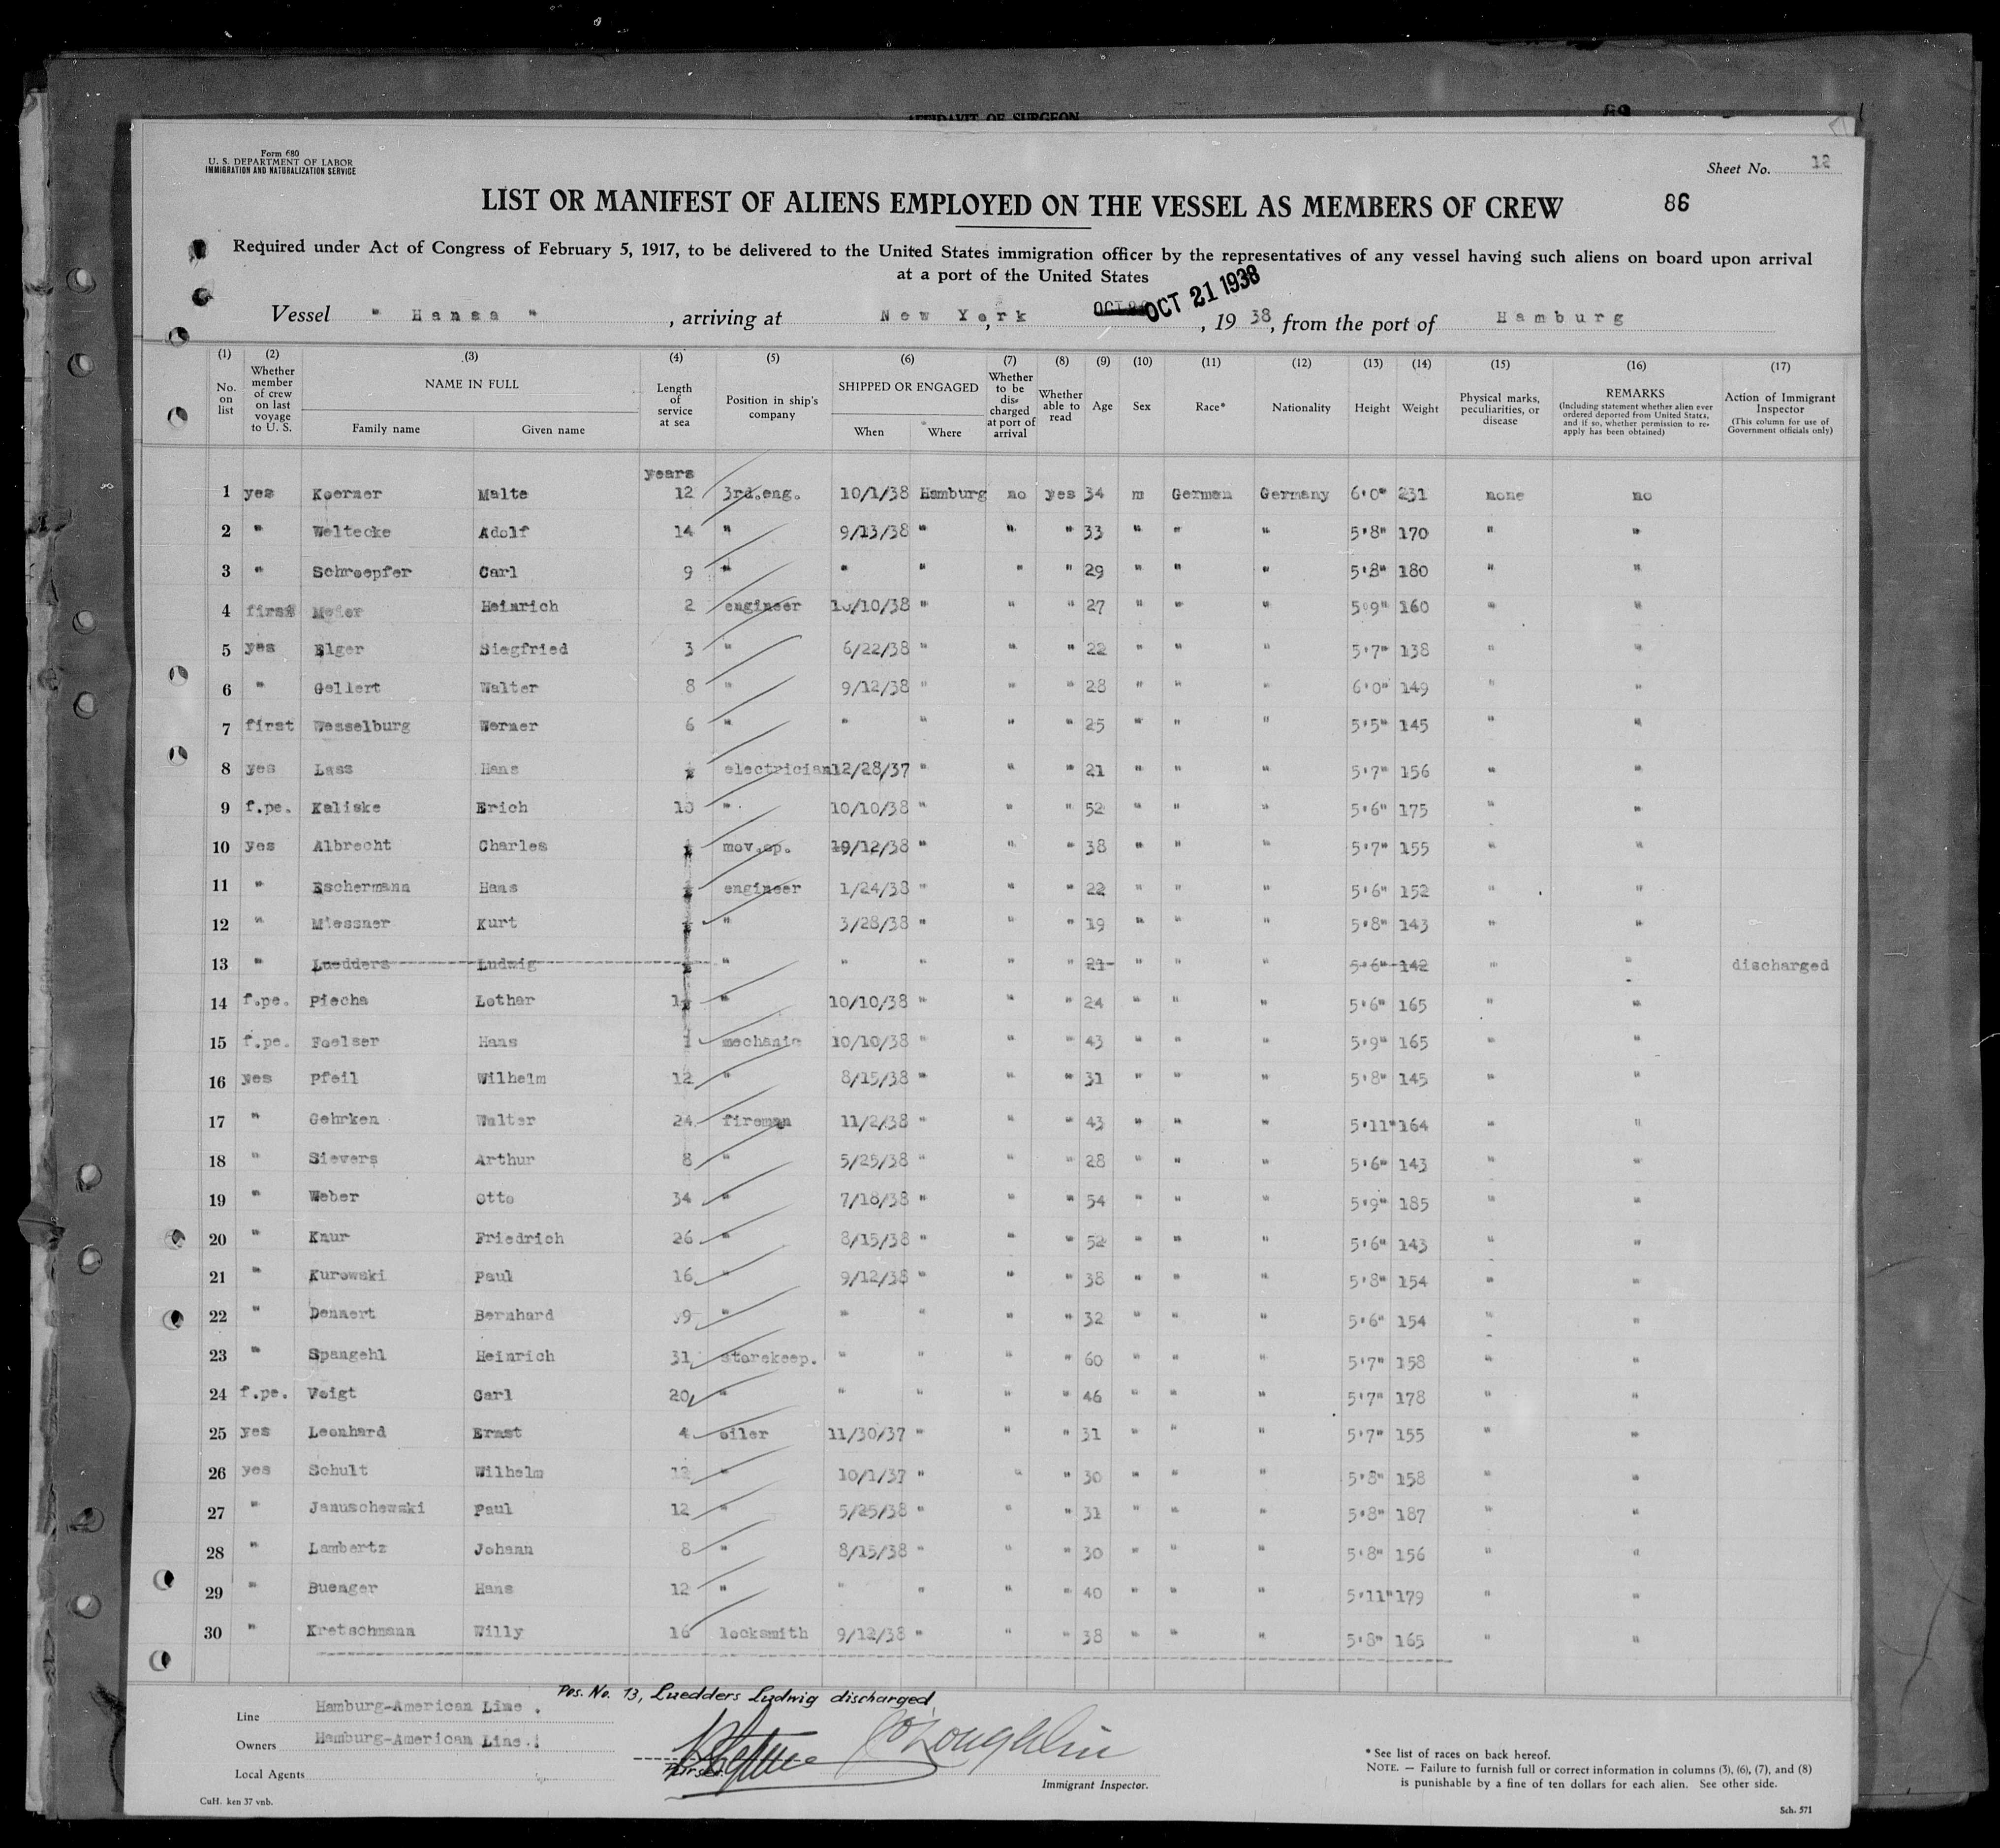 AFFIDAVIT OF SURGEON
89
Form 680
U. S. DEPARTMENT OF LABOR
IMMIGRATION AND NATURALIZATION SERVICE
Sheet No. 12
LIST OR MANIFEST OF ALIENS EMPLOYED ON THE VESSEL AS MEMBERS OF CREW
86
Required under Act of Congress of February 5, 1917, to be delivered to the United States immigration officer by the representatives of any vessel having such aliens on board upon arrival
at a port of the United States
Vessel " Hansa " , arriving at New York, OCT 21 1938 , 19 38, from the port of Hamburg
(1) (2) (3) (4) (5) (6) (7) (8) (9) (10) (11) (12) (13) (14) (15) (16) (17)
No. on list
Whether member of crew on last voyage to U. S.
NAME IN FULL
Family name
Given name
Length of service at sea
Position in ship's company
SHIPPED OR ENGAGED
When
Where
Whether to be discharged at port of arrival
Whether able to read
Age
Sex
Race*
Nationality
Height
Weight
Physical marks, peculiarities, or disease
REMARKS
(Including statement whether alien ever ordered deported from United States, and if so, whether permission to re-apply has been obtained)
Action of Immigrant Inspector
(This column for use of Government officials only)
years
1 yes Koerner Malte 12 3rd.eng. 10/1/38 Hamburg no yes 34 m German Germany 6'0" 231 none no
2 " Weltecke Adolf 14 " 9/13/38 " " " 33 " " " 5'8" 170 " "
3 " Schroepfer Carl 9 " " " " " 29 " " " 5'8" 180 " "
4 first Meier Heinrich 2 engineer 10/10/38 " " " 27 " " " 5'9" 160 " "
5 yes Elger Siegfried 3 " 6/22/38 " " " 22 " " " 5'7" 138 " "
6 " Gellert Walter 8 " 9/12/38 " " " 28 " " " 6'0" 149 " "
7 first Wesselburg Werner 6 " " " " " 25 " " " 5'5" 145 " "
8 yes Lass Hans electrician 12/28/37 " " " 21 " " " 5'7" 156 " "
9 f.pe. Kaliske Erich 10 " 10/10/38 " " " 52 " " " 5'6" 175 " "
10 yes Albrecht Charles mov.op. 19/12/38 " " " 38 " " " 5'7" 155 " "
11 " Eschermann Hans engineer 1/24/38 " " " 22 " " " 5'6" 152 " "
12 " Miessner Kurt " 3/28/38 " " " 19 " " " 5'8" 143 " "
13 " Luedders Ludwig " " " " " 21 " " " 5'6" 142 " " discharged
14 f.pe. Piecha Lothar " 10/10/38 " " " 24 " " " 5'6" 165 " "
15 f.pe. Foelser Hans 1 mechanic 10/10/38 " " " 43 " " " 5'9" 165 " "
16 yes Pfeil Wilhelm 12 " 8/15/38 " " " 31 " " " 5'8" 145 " "
17 " Gehrken Walter 24 fireman 11/2/38 " " " 43 " " " 5'11" 164 " "
18 " Sievers Arthur 8 " 5/25/38 " " " 28 " " " 5'6" 143 " "
19 " Weber Otto 34 " 7/18/38 " " " 54 " " " 5'9" 185 " "
20 " Knur Friedrich 26 " 8/15/38 " " " 52 " " " 5'6" 143 " "
21 " Kurowski Paul 16 " 9/12/38 " " " 38 " " " 5'8" 154 " "
22 " Dennert Bernhard 9 " " " " " 32 " " " 5'6" 154 " "
23 " Spangehl Heinrich 31 storekeep. " " " " 60 " " " 5'7" 158 " "
24 f.pe. Voigt Carl 20 " " " " " 46 " " " 5'7" 178 " "
25 yes Leonhard Ernst 4 oiler 11/30/37 " " " 31 " " " 5'7" 155 " "
26 yes Schult Wilhelm 12 " 10/1/37 " " " 30 " " " 5'8" 158 " "
27 " Januschewski Paul 12 " 5/25/38 " " " 31 " " " 5'8" 187 " "
28 " Lambertz Johann 8 " 8/15/38 " " " 30 " " " 5'8" 156 " "
29 " Buenger Hans 12 " " " " " 40 " " " 5'11" 179 " "
30 " Kretschmann Willy 16 locksmith 9/12/38 " " " 38 " " " 5'8" 165 " "
Pos. No. 13, Luedders Ludwig discharged
Line Hamburg-American Line .
Owners Hamburg-American Line.
Local Agents
Purser
O'Loughlin
Immigrant Inspector.
* See list of races on back hereof.
NOTE. — Failure to furnish full or correct information in columns (3), (6), (7), and (8)
is punishable by a fine of ten dollars for each alien. See other side.
CuH. ken 37 vnb.
Sch. 571